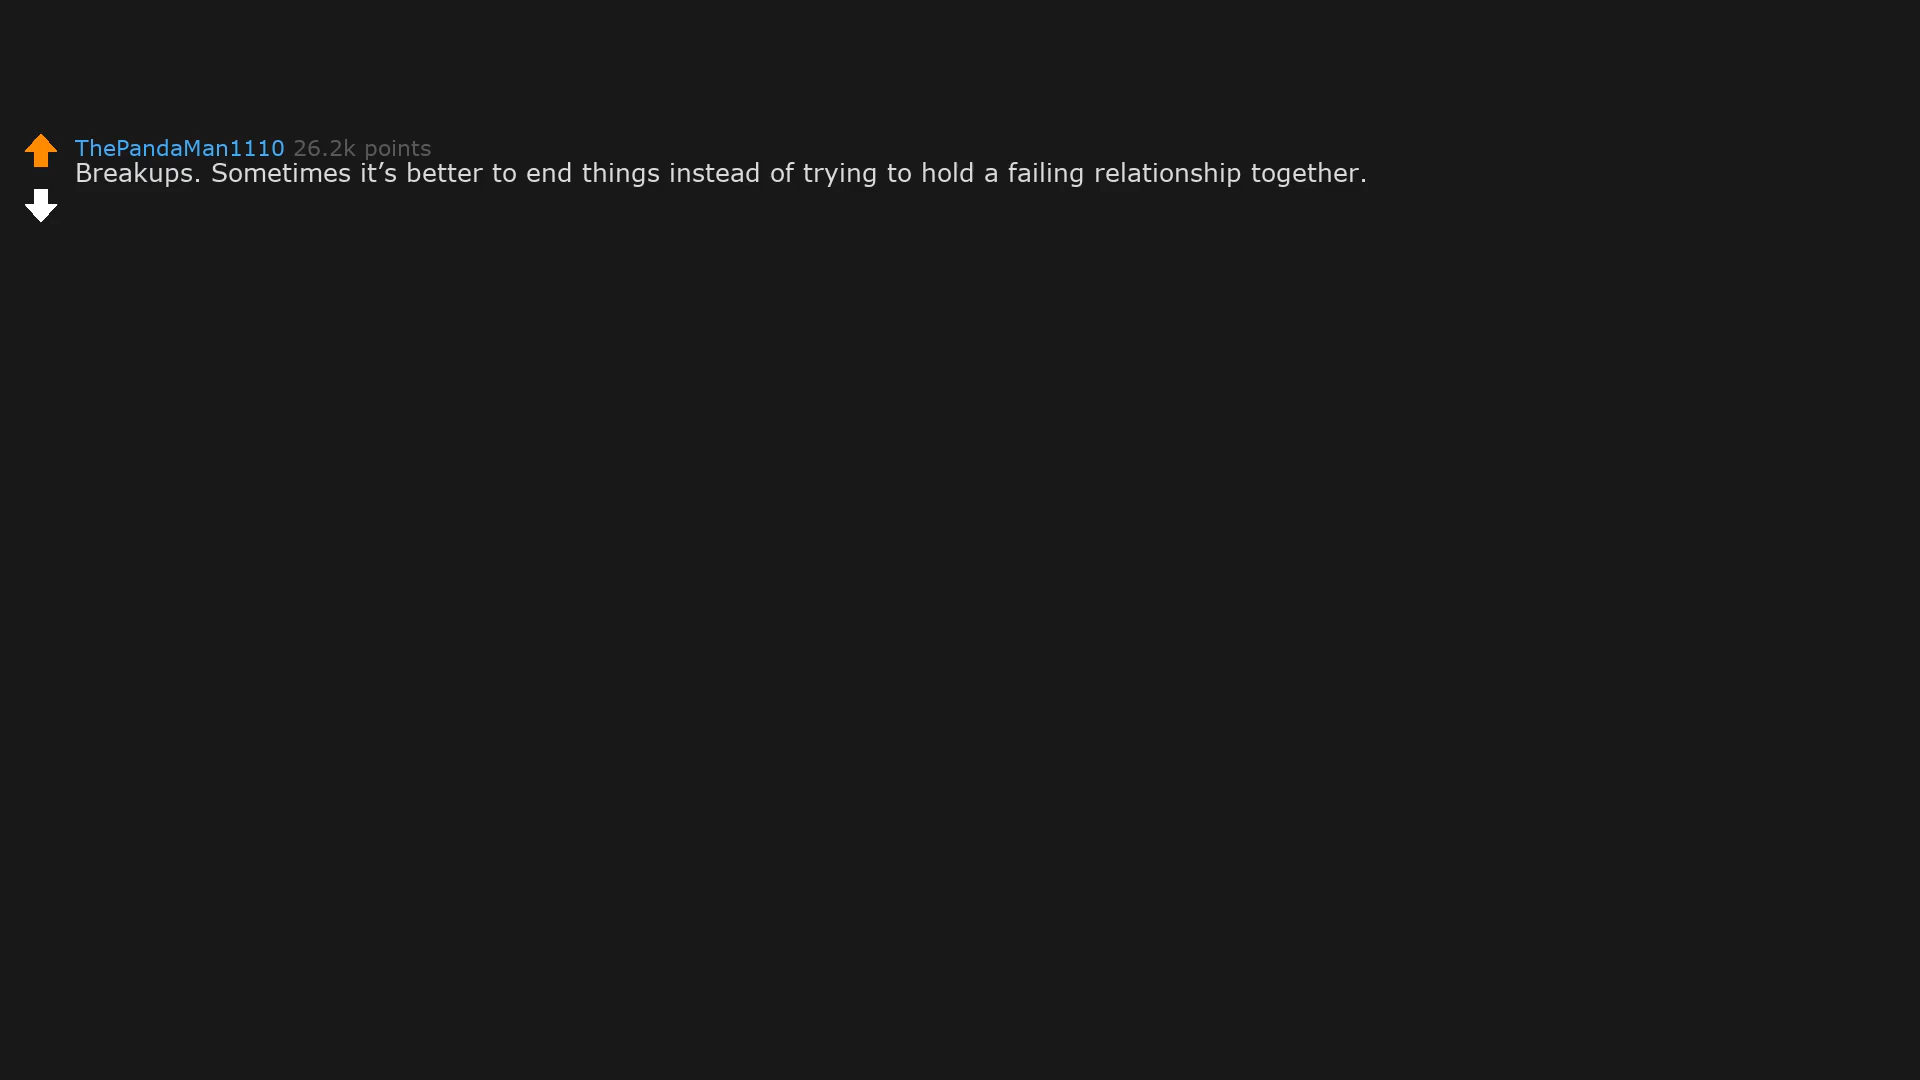 ThePandaMan1110 26.2k points
Breakups. Sometimes it’s better to end things instead of trying to hold a failing relationship together.